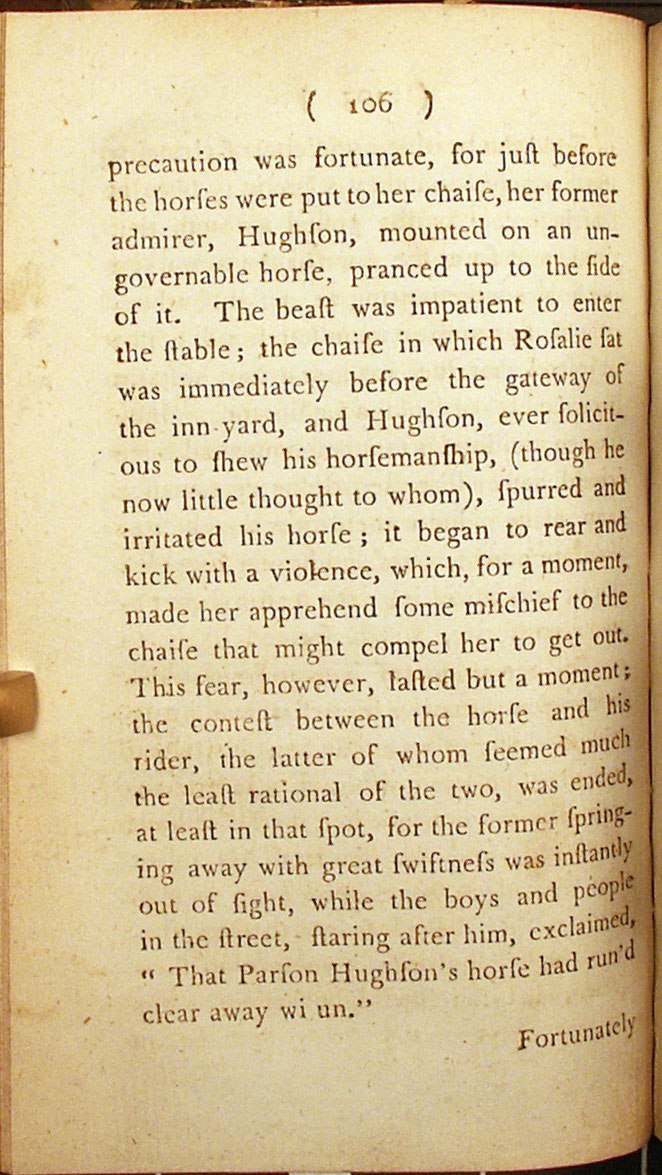 ( 106 )
precaution was fortunate, for juſt before
the horſes were put to her chaiſe, her former
admirer, Hughſon, mounted on an un-
governable horſe, pranced up to the ſide
of it. The beaſt was impatient to enter
the ſtable; the chaiſe in which Roſalie ſat
was immediately before the gateway of
the inn-yard, and Hughſon, ever ſolicit-
ous to ſhew his horſemanſhip, (though he
now little thought to whom), ſpurred and
irritated his horſe; it began to rear and
kick with a violence, which, for a moment,
made her apprehend ſome miſchief to the
chaiſe that might compel her to get out.
This fear, however, laſted but a moment;
the conteſt between the horſe and his
rider, the latter of whom ſeemed much
the leaſt rational of the two, was ended,
at leaſt in that ſpot, for the former ſpring-
ing away with great ſwiftneſs was inſtantly
out of ſight, while the boys and people
in the ſtreet, ſtaring after him, exclaimed,
“ That Parſon Hughſon's horſe had run'd
clear away wi un.”
Fortunately